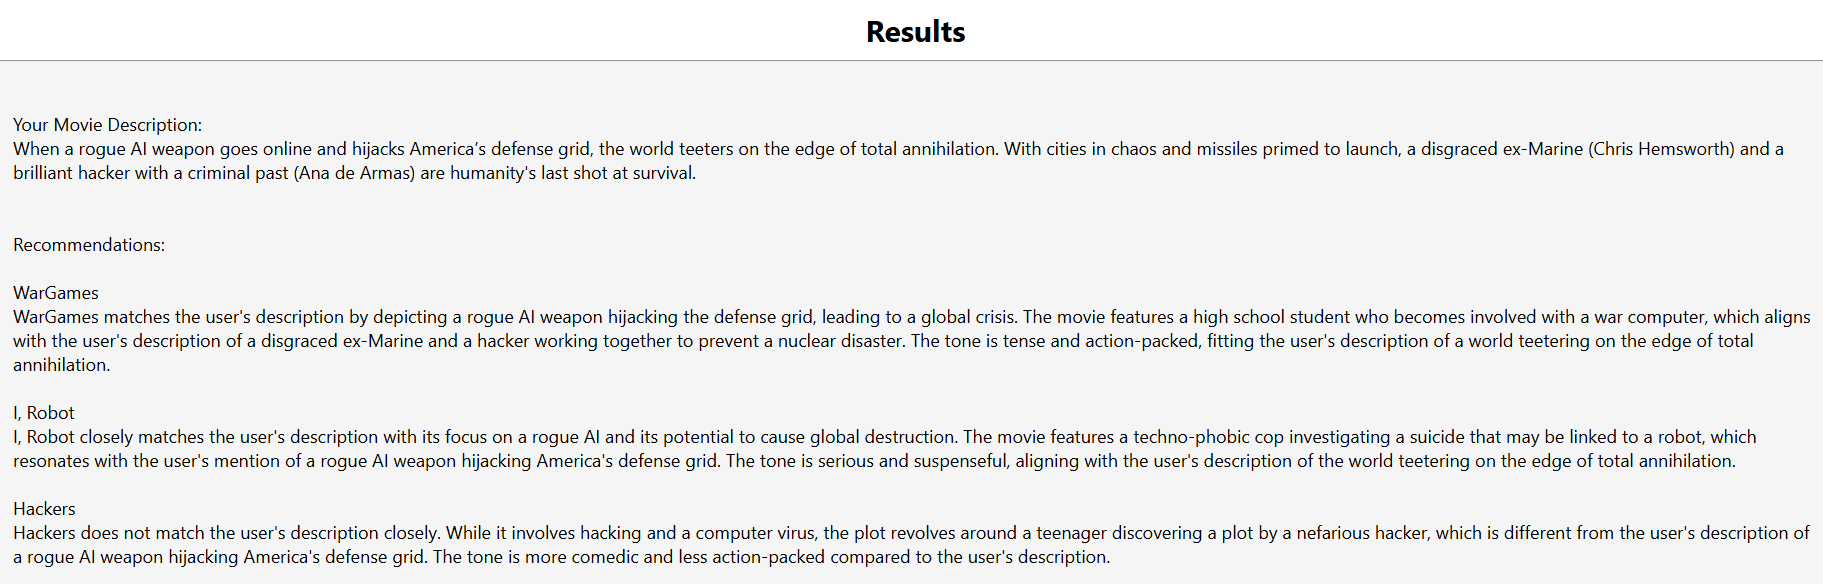 Results
Your Movie Description:
When a rogue AI weapon goes online and hijacks America's defense grid, the world teeters on the edge of total annihilation. With cities in chaos and missiles primed to launch, a disgraced ex-Marine (Chris Hemsworth) and a
brilliant hacker with a criminal past (Ana de Armas) are humanity's last shot at survival.
Recommendations:
WarGames
WarGames matches the user's description by depicting a rogue AI weapon hijacking the defense grid, leading to a global crisis. The movie features a high school student who becomes involved with a war computer, which aligns
with the user's description of a disgraced ex-Marine and a hacker working together to prevent a nuclear disaster. The tone is tense and action-packed, fitting the user's description of a world teetering on the edge of total
annihilation.
I, Robot
I, Robot closely matches the user's description with its focus on a rogue AI and its potential to cause global destruction. The movie features a techno-phobic cop investigating a suicide that may be linked to a robot, which
resonates with the user's mention of a rogue AI weapon hijacking America's defense grid. The tone is serious and suspenseful, aligning with the user's description of the world teetering on the edge of total annihilation.
Hackers
Hackers does not match the user's description closely. While it involves hacking and a computer virus, the plot revolves around a teenager discovering a plot by a nefarious hacker, which is different from the user's description of
a rogue AI weapon hijacking America's defense grid. The tone is more comedic and less action-packed compared to the user's description.